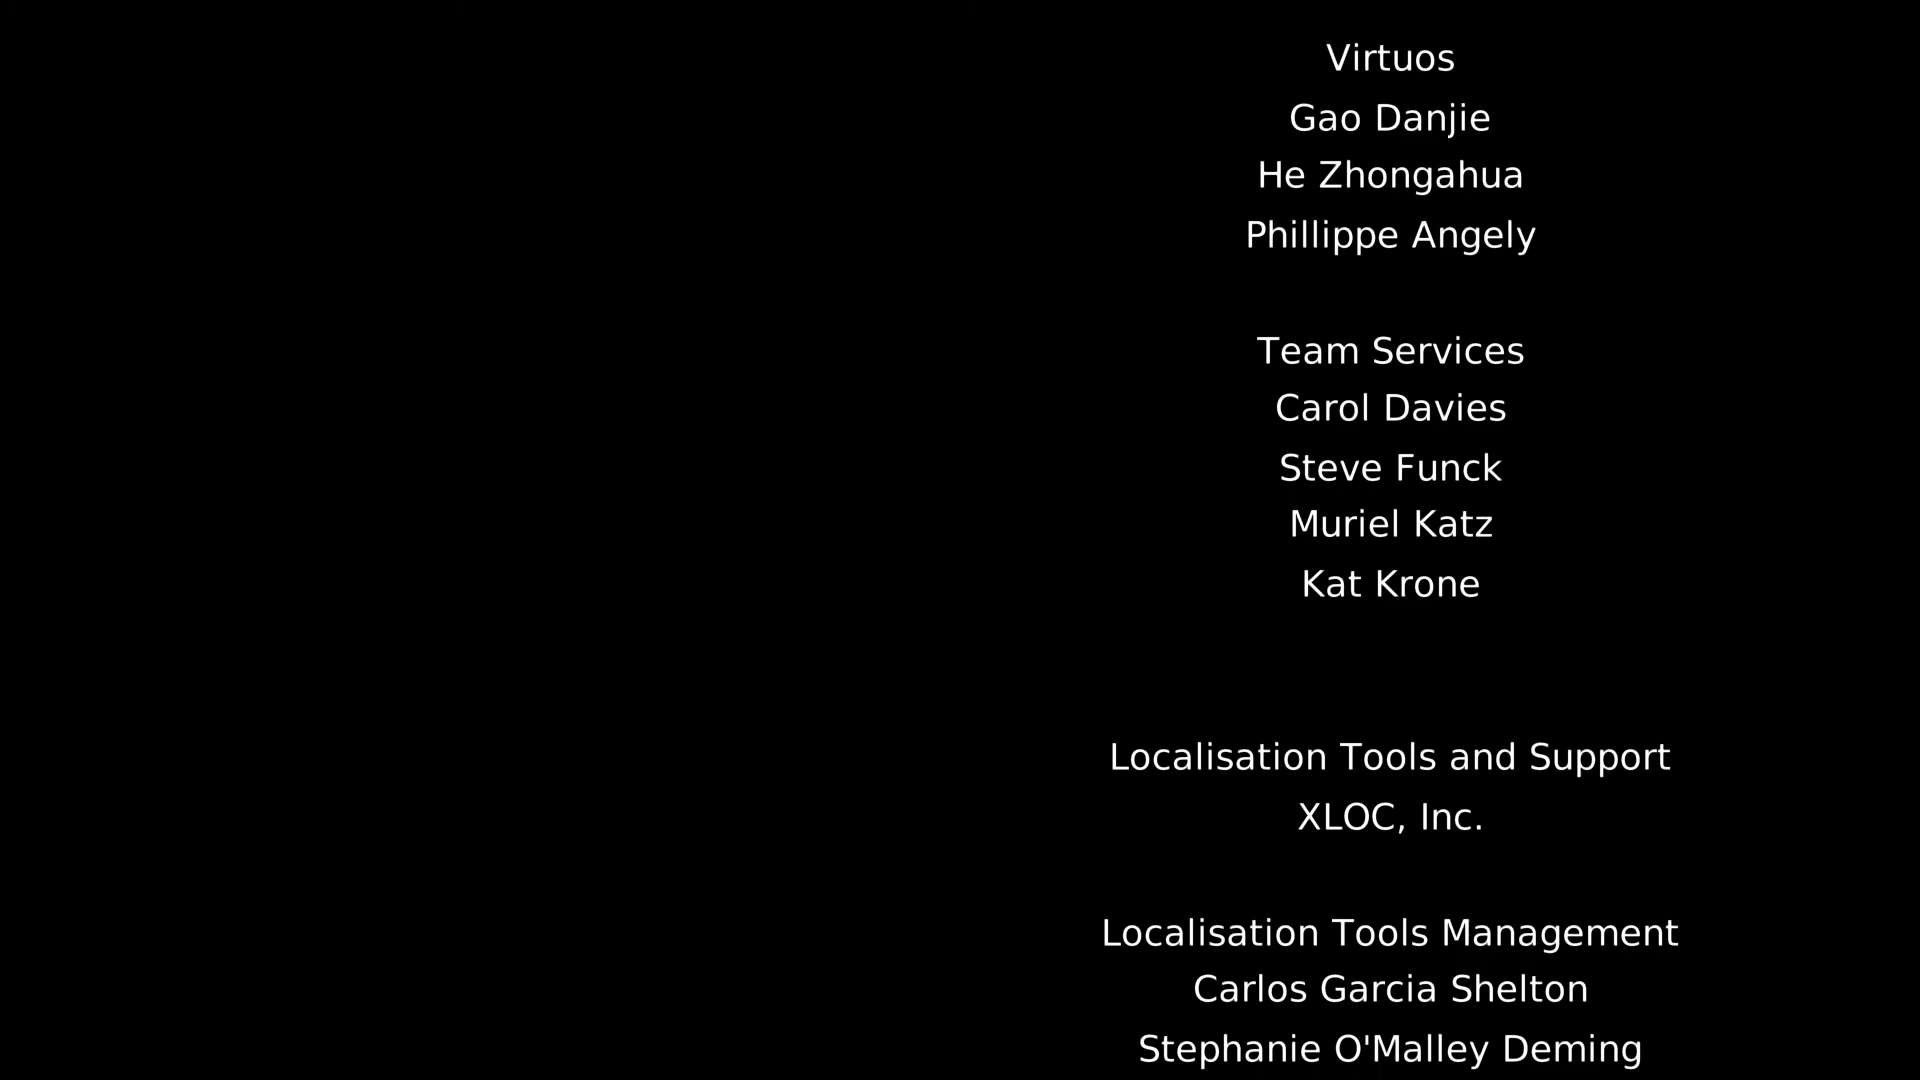 Virtuos
Gao Danjie
He Zhongahua
Phillippe Angely
Team Services
Carol Davies
Steve Funck
Muriel Katz
Kat Krone
Localisation Tools and Support
XLOC, Inc.
Localisation Tools Management
Carlos Garcia Shelton
Stephanie O'Malley Deming